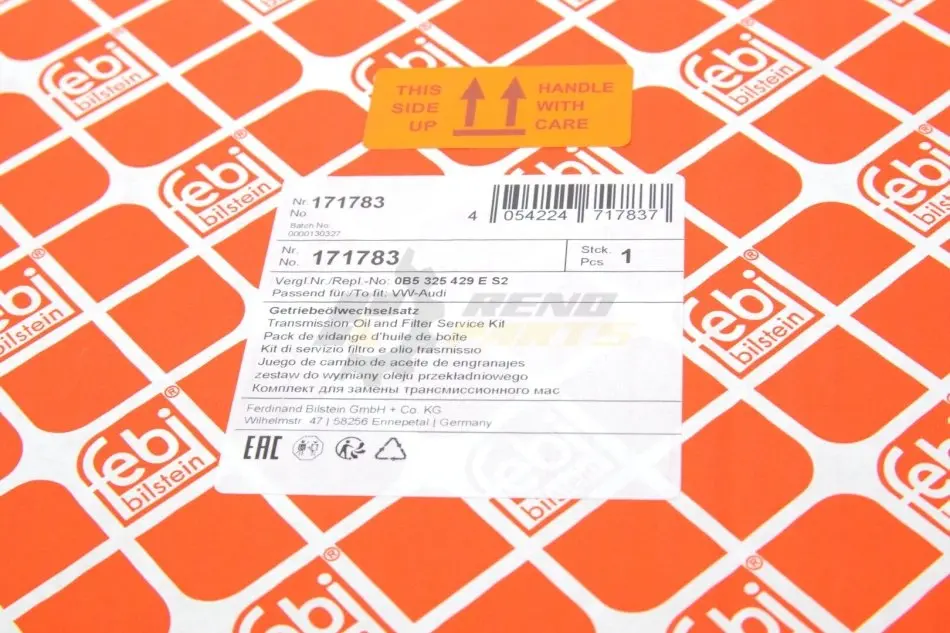 febi
bilstein
®
THIS SIDE UP
HANDLE WITH CARE
Nr. 171783
No
Batch No
0000130327
4 054224 717837
Nr.
No. 171783
Stck.
Pcs 1
Vergl.Nr./Repl.-No: 0B5 325 429 E S2
Passend für:/To fit: VW-Audi
RENO
PARTS
Getriebeölwechselsatz
Transmission Oil and Filter Service Kit
Pack de vidange d'huile de boîte
Kit di servizio filtro e olio trasmissio
Juego de cambio de aceite de engranajes
zestaw do wymiany oleju przekładniowego
Комплект для замены трансмиссионного мас
Ferdinand Bilstein GmbH + Co. KG
Wilhelmstr. 47 | 58256 Ennepetal | Germany
EAC